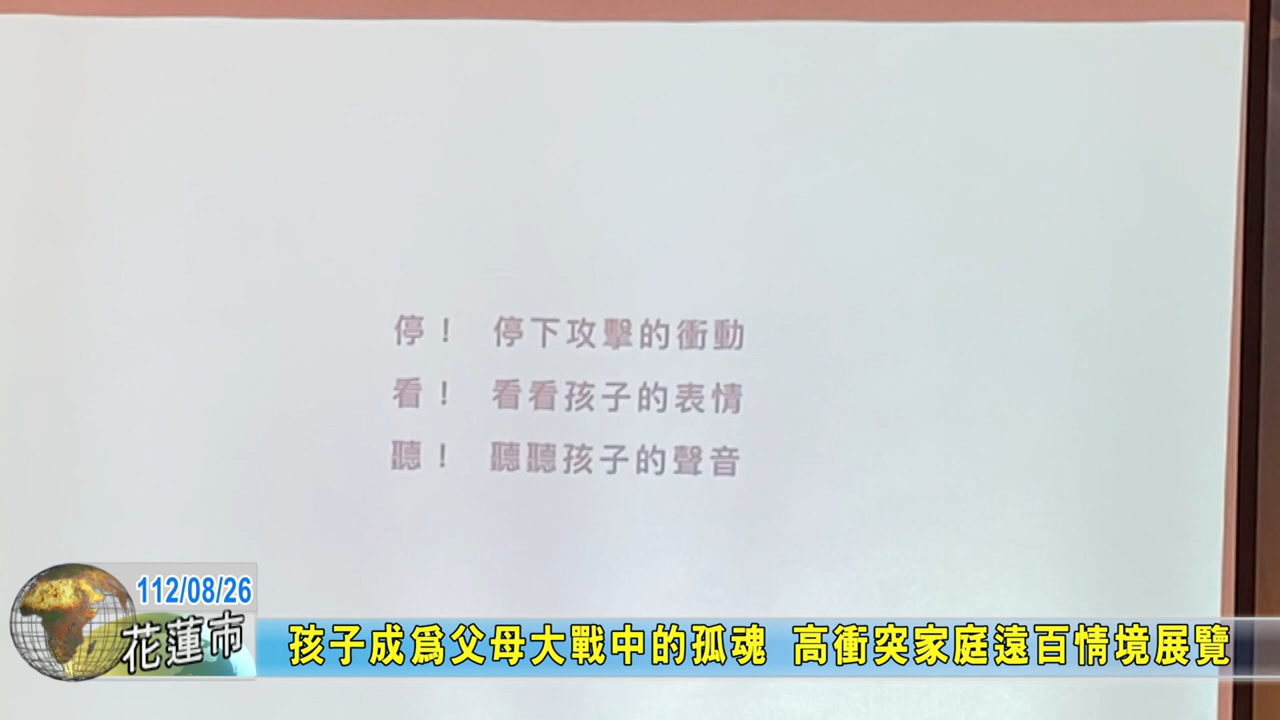 停！ 停下攻擊的衝動
看！ 看看孩子的表情
聽！ 聽聽孩子的聲音
112/08/26
花蓮市
孩子成爲父母大戰中的孤魂 高衝突家庭遠百情境展覽